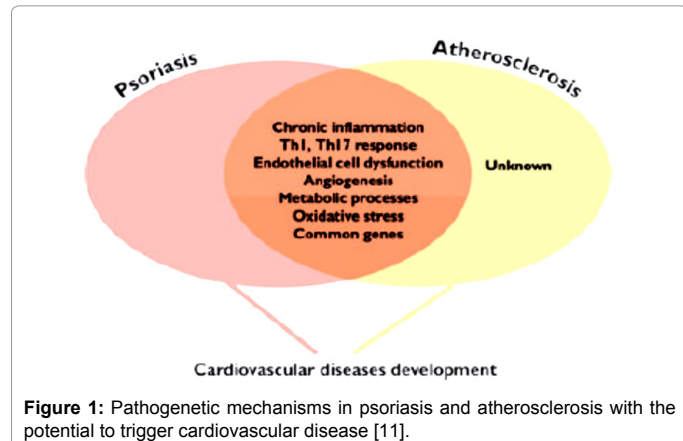 Psoriasis
Atherosclerosis
Chronic inflammation
Th1, Th17 response
Endothelial cell dysfunction
Angiogenesis
Metabolic processes
Oxidative stress
Common genes
Unknown
Cardiovascular diseases development
Figure 1: Pathogenetic mechanisms in psoriasis and atherosclerosis with the
potential to trigger cardiovascular disease [11].